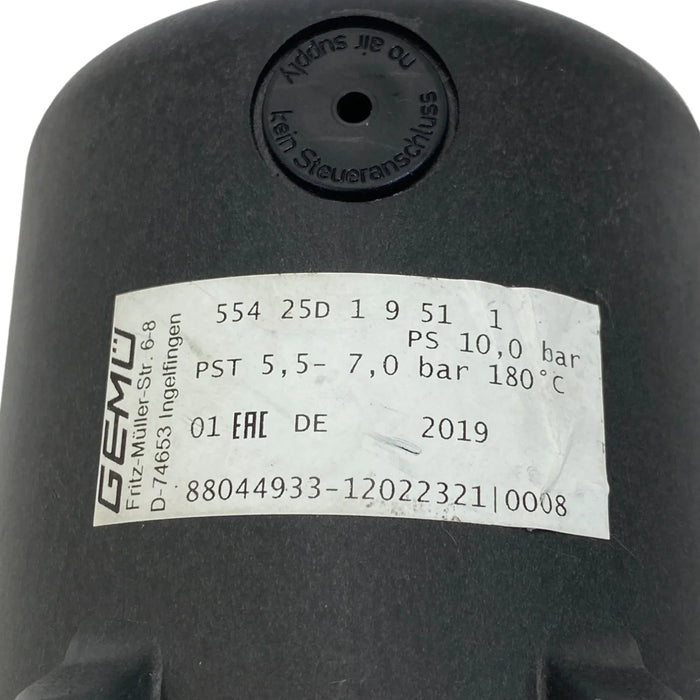 no air supply
kein Steueranschluss
GEMÜ
Fritz-Müller-Str. 6-8
D-74653 Ingelfingen
554 25D 1 9 51 1
PS 10,0 bar
PST 5,5- 7,0 bar 180°C
01 EAC DE 2019
88044933-12022321|0008